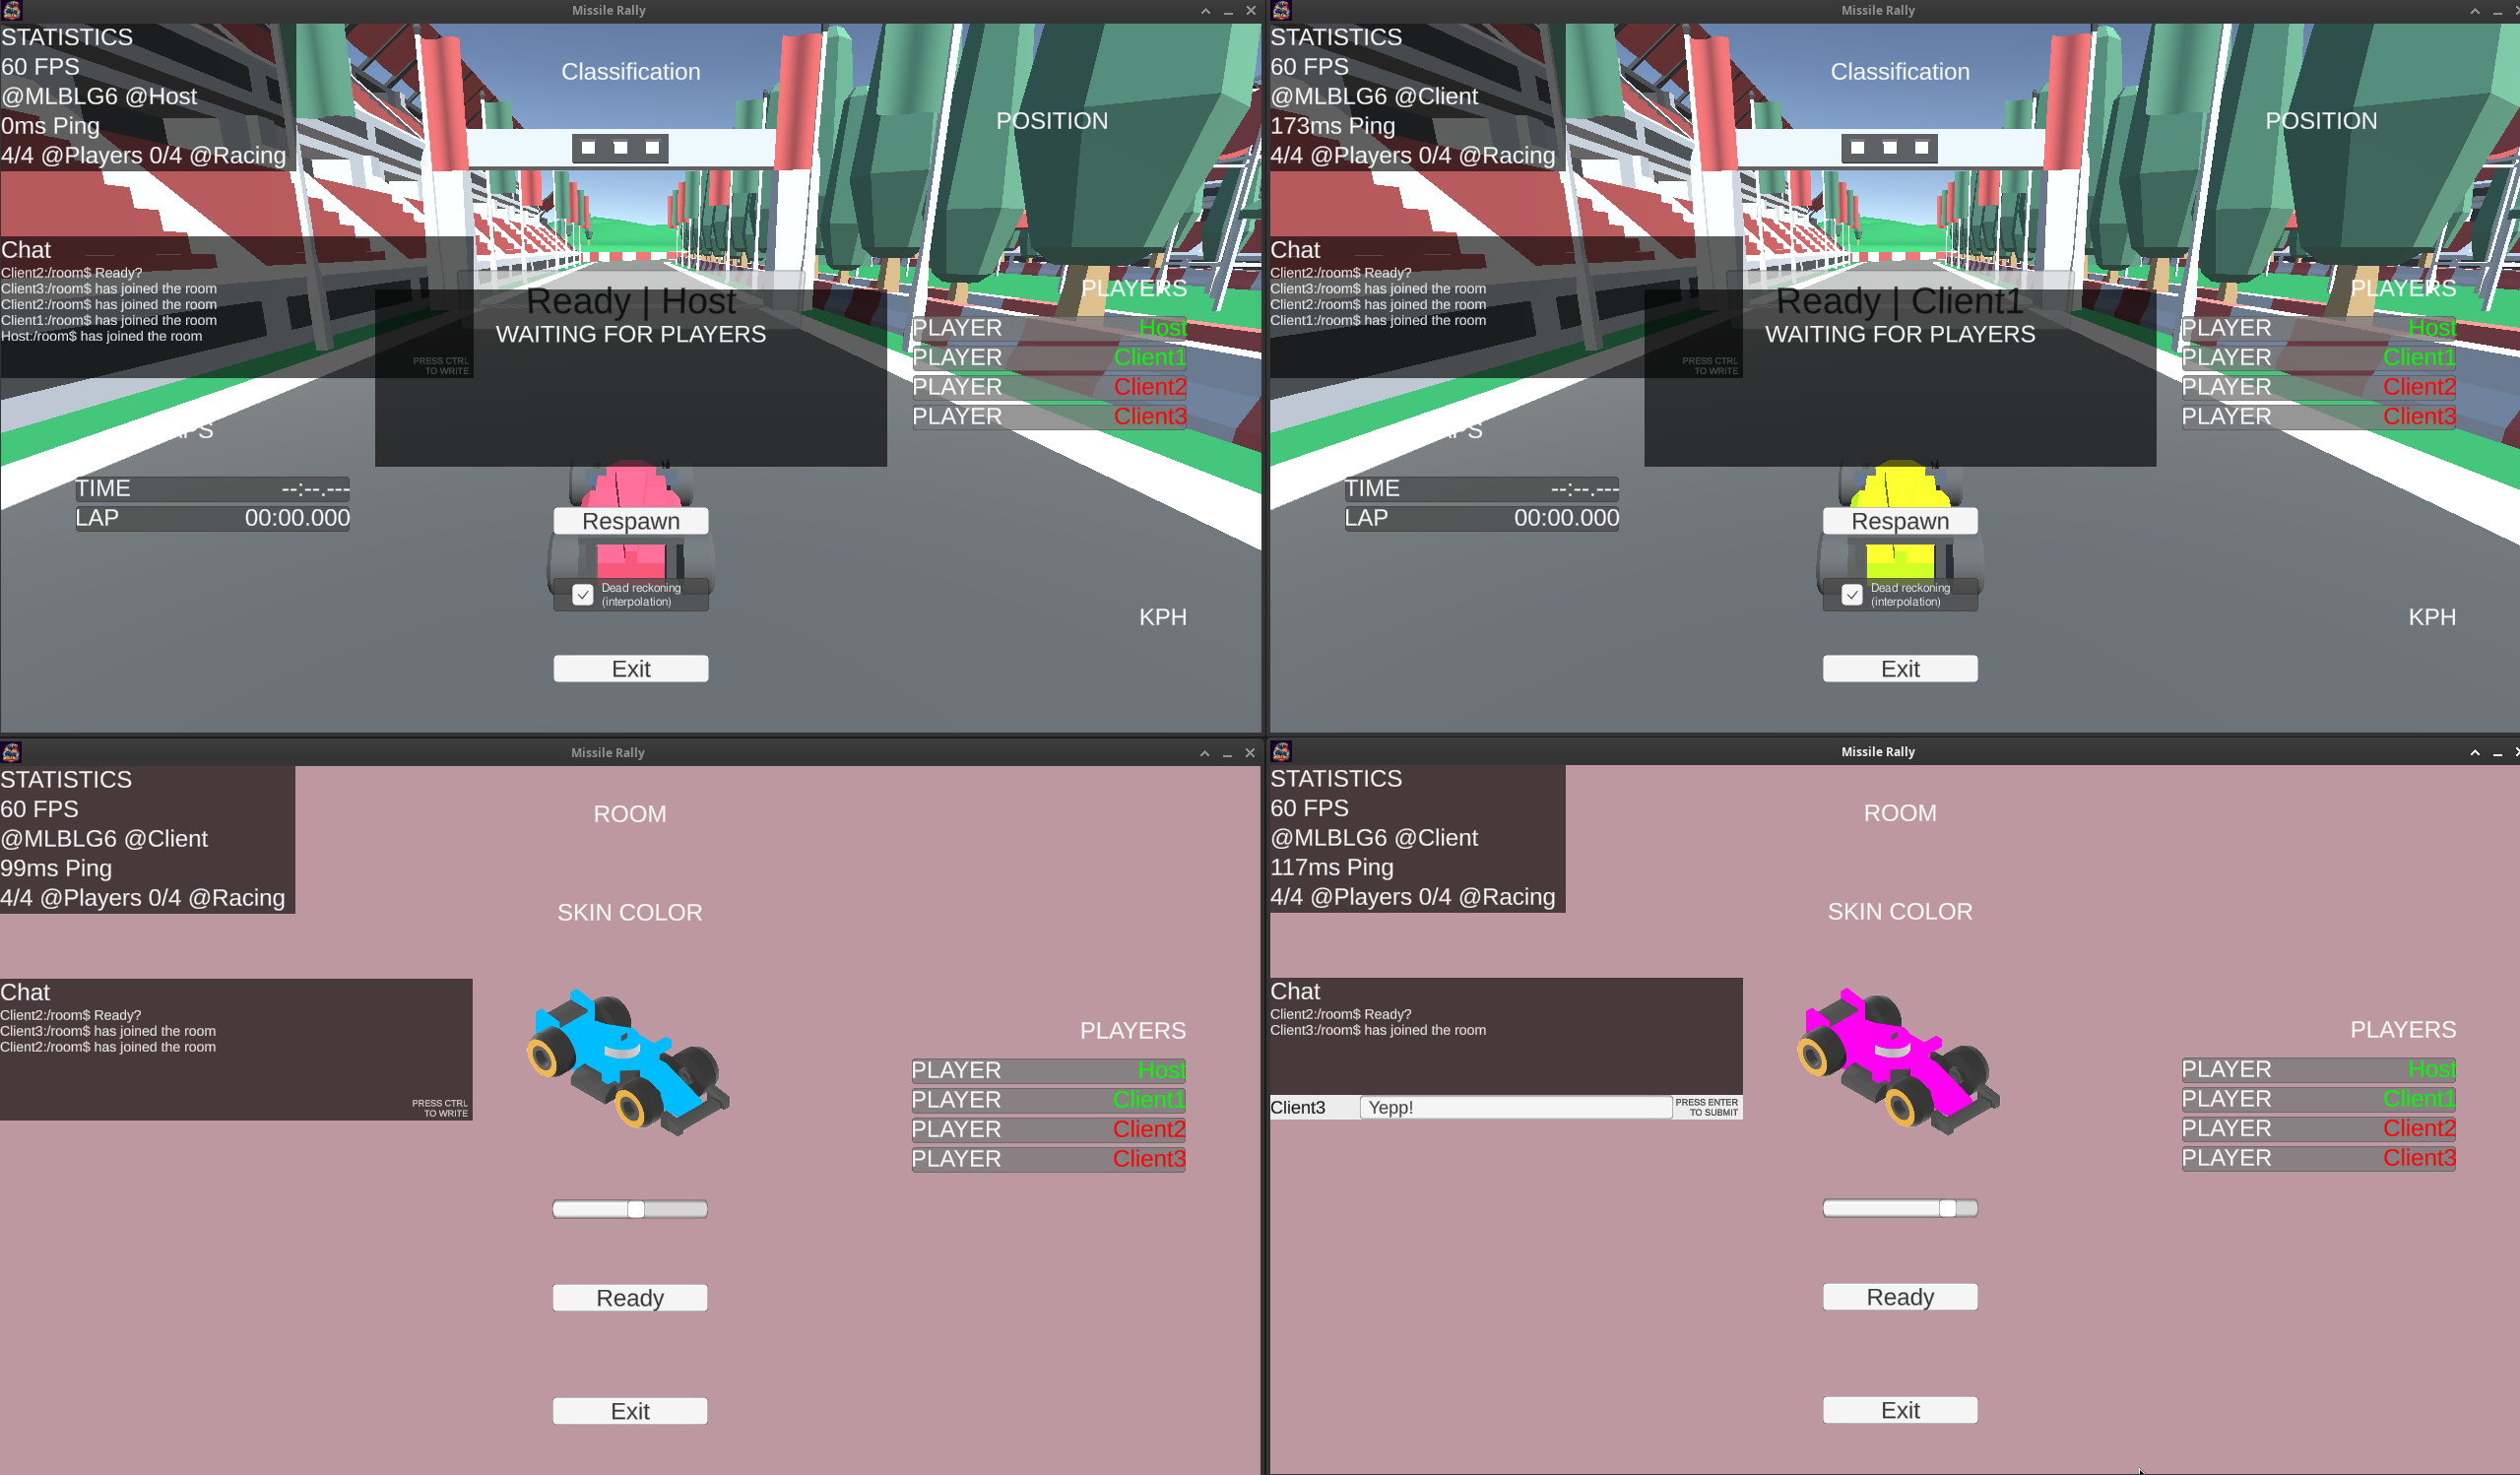 Missile Rally
STATISTICS
60 FPS
@MLBLG6 @Host
0ms Ping
4/4 @Players 0/4 @Racing
Classification
POSITION
Chat
Client2:/room$ Ready?
Client3:/room$ has joined the room
Client2:/room$ has joined the room
Client1:/room$ has joined the room
Host:/room$ has joined the room
PRESS CTRL
TO WRITE
Ready | Host
WAITING FOR PLAYERS
PLAYERS
PLAYER Host
PLAYER Client1
PLAYER Client2
PLAYER Client3
TIME --:--.---
LAP 00:00.000
Respawn
Dead reckoning
(interpolation)
KPH
Exit
Missile Rally
STATISTICS
60 FPS
@MLBLG6 @Client
173ms Ping
4/4 @Players 0/4 @Racing
Classification
POSITION
Chat
Client2:/room$ Ready?
Client3:/room$ has joined the room
Client2:/room$ has joined the room
Client1:/room$ has joined the room
PRESS CTRL
TO WRITE
Ready | Client1
WAITING FOR PLAYERS
PLAYERS
PLAYER Host
PLAYER Client1
PLAYER Client2
PLAYER Client3
TIME --:--.---
LAP 00:00.000
Respawn
Dead reckoning
(interpolation)
KPH
Exit
Missile Rally
STATISTICS
60 FPS
@MLBLG6 @Client
99ms Ping
4/4 @Players 0/4 @Racing
ROOM
SKIN COLOR
Chat
Client2:/room$ Ready?
Client3:/room$ has joined the room
Client2:/room$ has joined the room
PRESS CTRL
TO WRITE
PLAYERS
PLAYER Host
PLAYER Client1
PLAYER Client2
PLAYER Client3
Ready
Exit
Missile Rally
STATISTICS
60 FPS
@MLBLG6 @Client
117ms Ping
4/4 @Players 0/4 @Racing
ROOM
SKIN COLOR
Chat
Client2:/room$ Ready?
Client3:/room$ has joined the room
Client3 Yepp! PRESS ENTER
TO SUBMIT
PLAYERS
PLAYER Host
PLAYER Client1
PLAYER Client2
PLAYER Client3
Ready
Exit